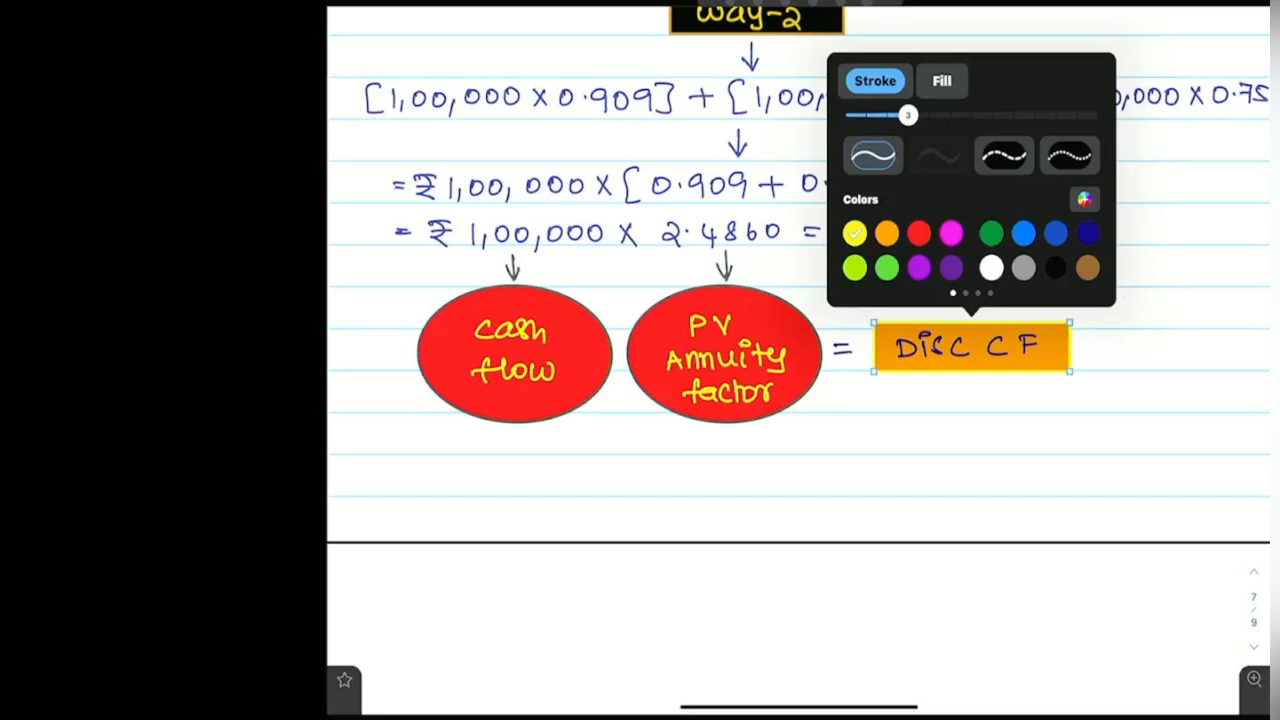 way-2
[1,00,000 X 0.909] + [1,00, 0,000 X 0.75
= ₹ 1,00,000 X [ 0.909 + 0.
= ₹ 1,00,000 X 2.4860 =
Cash
flow
PV
Annuity
factor
= DISC CF
Stroke Fill
3
Colors
7
/
9